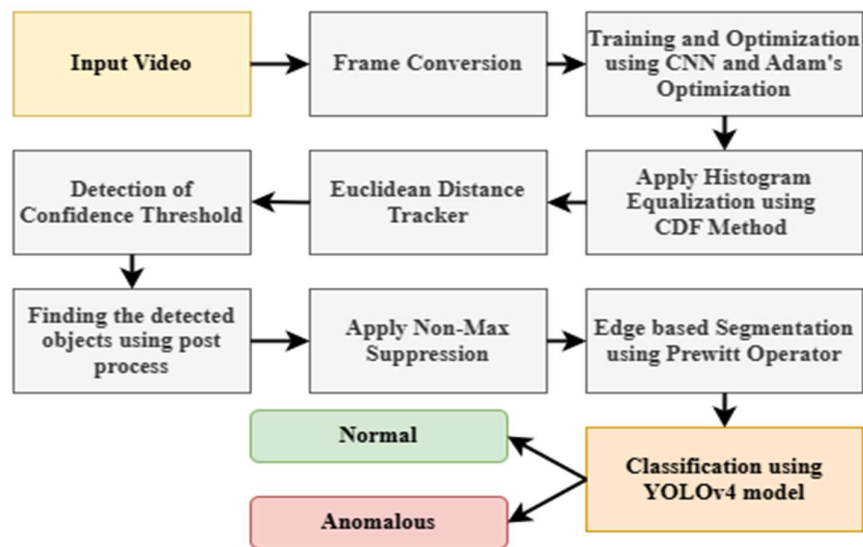 Input Video
Frame Conversion
Training and Optimization
using CNN and Adam's
Optimization
Apply Histogram
Equalization using
CDF Method
Euclidean Distance
Tracker
Detection of
Confidence Threshold
Finding the detected
objects using post
process
Apply Non-Max
Suppression
Edge based Segmentation
using Prewitt Operator
Classification using
YOLOv4 model
Normal
Anomalous